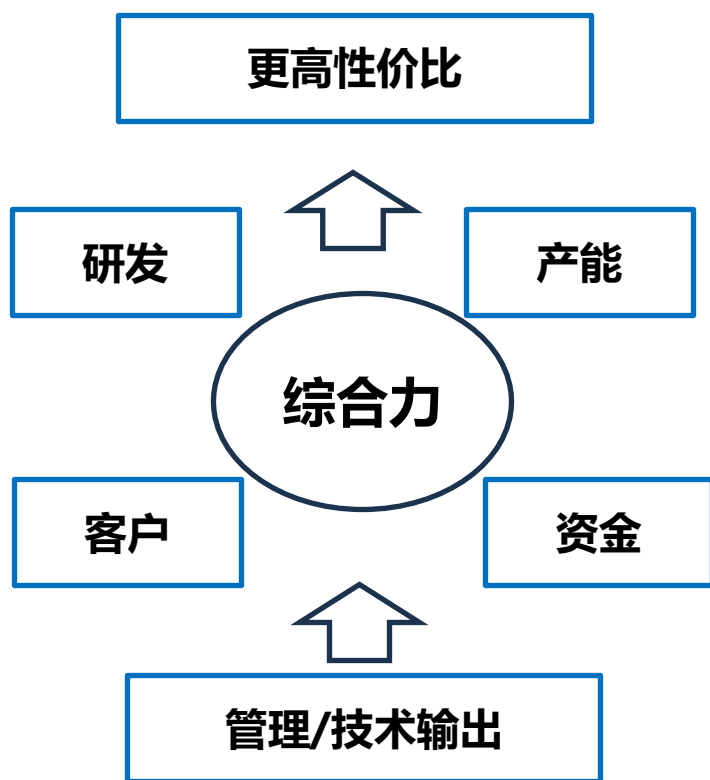 更高性价比
研发
产能
综合力
客户
资金
管理/技术输出